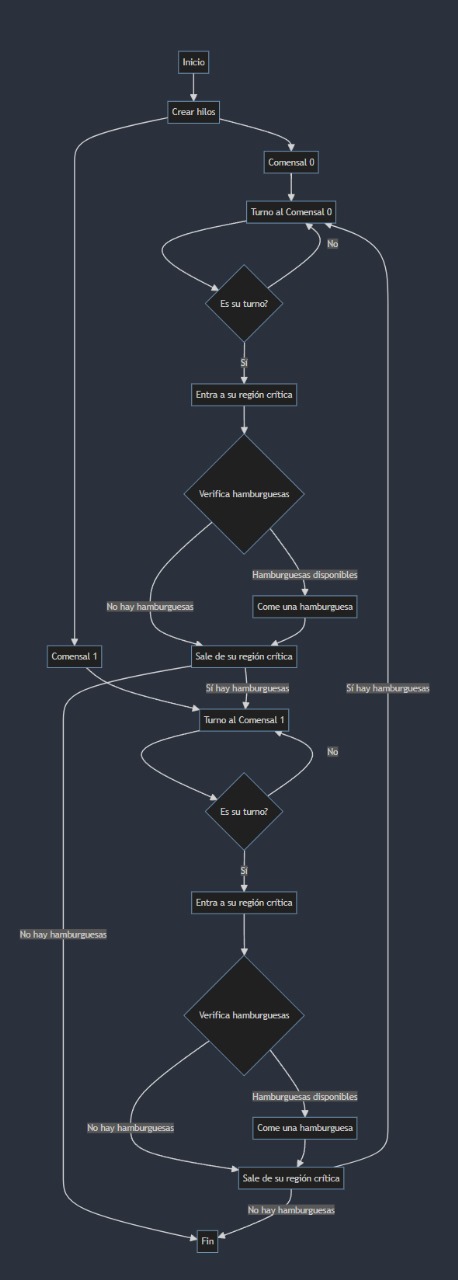 Inicio
Crear hilos
Comensal 0
Turno al Comensal 0
No
Es su turno?
Sí
Entra a su región crítica
Verifica hamburguesas
Hamburguesas disponibles
No hay hamburguesas
Come una hamburguesa
Comensal 1
Sale de su región crítica
Sí hay hamburguesas
Sí hay hamburguesas
Turno al Comensal 1
No
Es su turno?
Sí
Entra a su región crítica
No hay hamburguesas
Verifica hamburguesas
Hamburguesas disponibles
No hay hamburguesas
Come una hamburguesa
Sale de su región crítica
No hay hamburguesas
Fin